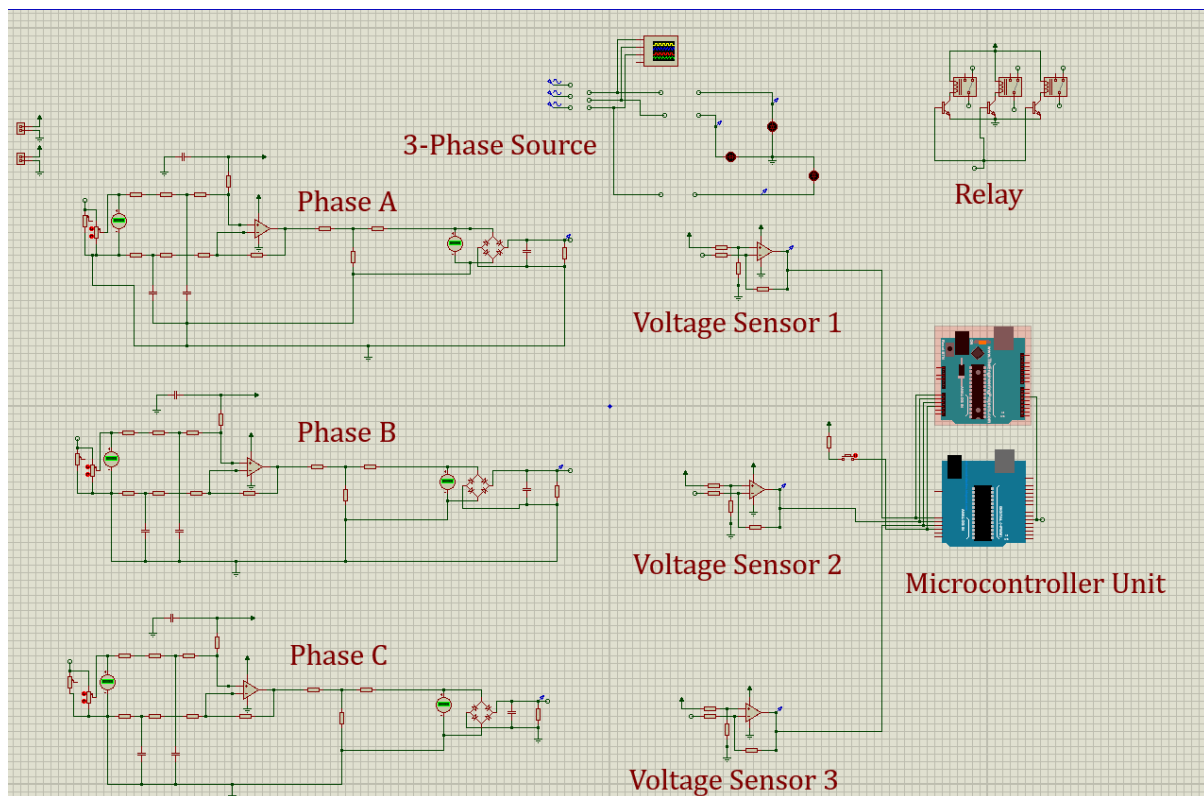 3-Phase Source
Relay
Phase A
Voltage Sensor 1
Phase B
Voltage Sensor 2
Microcontroller Unit
Phase C
Voltage Sensor 3